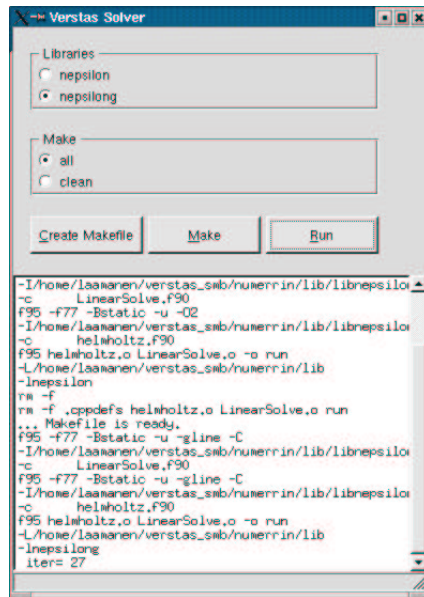 Verstas Solver
Libraries
nepsilon
nepsilong
Make
all
clean
Create Makefile
Make
Run
-I/home/laamanen/verstas_smb/numerrin/lib/libnepsilo
-c LinearSolve.f90
f95 -f77 -Bstatic -u -O2
-I/home/laamanen/verstas_smb/numerrin/lib/libnepsilo
-c helmholtz.f90
f95 helmholtz.o LinearSolve.o -o run
-L/home/laamanen/verstas_smb/numerrin/lib
-lnepsilon
rm -f
rm -f .cppdefs helmholtz.o LinearSolve.o run
... Makefile is ready.
f95 -f77 -Bstatic -u -gline -C
-I/home/laamanen/verstas_smb/numerrin/lib/libnepsilo
-c LinearSolve.f90
f95 -f77 -Bstatic -u -gline -C
-I/home/laamanen/verstas_smb/numerrin/lib/libnepsilo
-c helmholtz.f90
f95 helmholtz.o LinearSolve.o -o run
-L/home/laamanen/verstas_smb/numerrin/lib
-lnepsilong
iter= 27